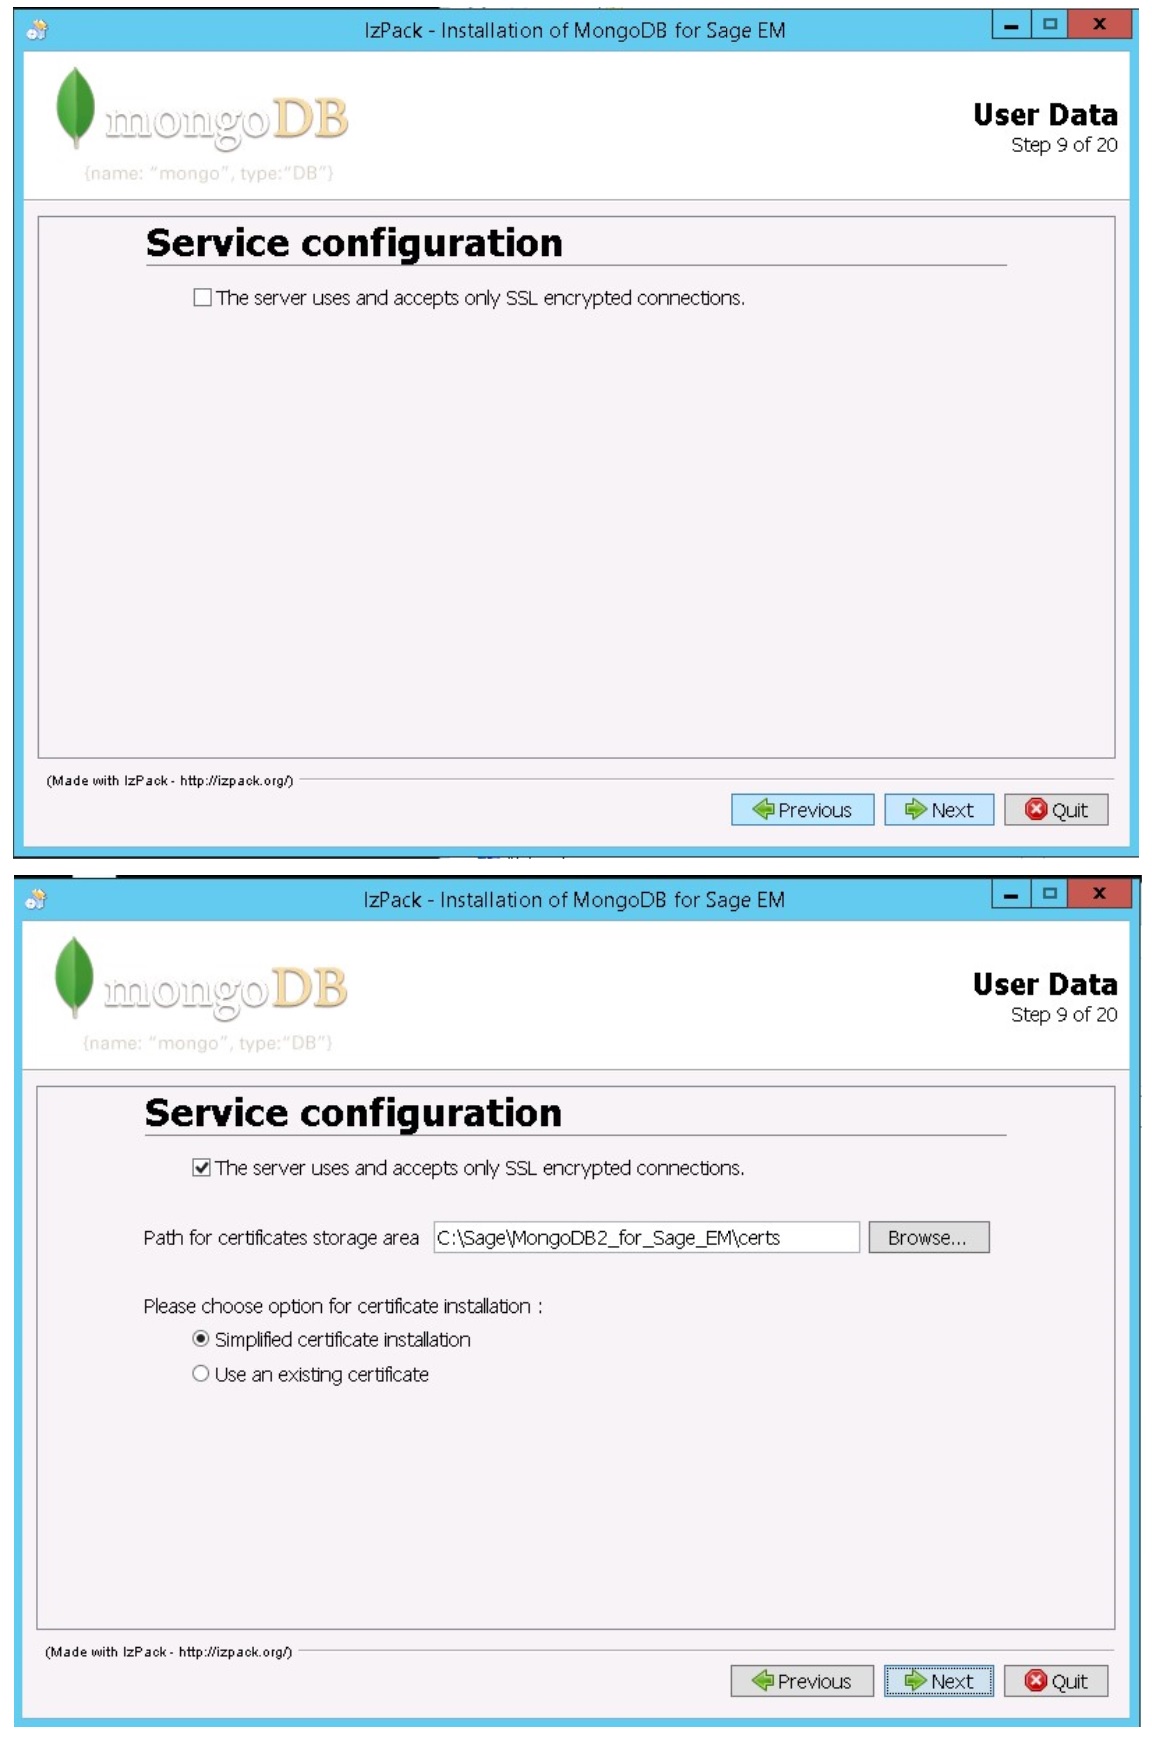 IzPack - Installation of MongoDB for Sage EM
mongoDB
{name: "mongo", type:"DB"}
User Data
Step 9 of 20
Service configuration
The server uses and accepts only SSL encrypted connections.
(Made with IzPack - http://izpack.org/)
Previous Next Quit
IzPack - Installation of MongoDB for Sage EM
mongoDB
{name: "mongo", type:"DB"}
User Data
Step 9 of 20
Service configuration
The server uses and accepts only SSL encrypted connections.
Path for certificates storage area C:\Sage\MongoDB2_for_Sage_EM\certs Browse...
Please choose option for certificate installation :
Simplified certificate installation
Use an existing certificate
(Made with IzPack - http://izpack.org/)
Previous Next Quit